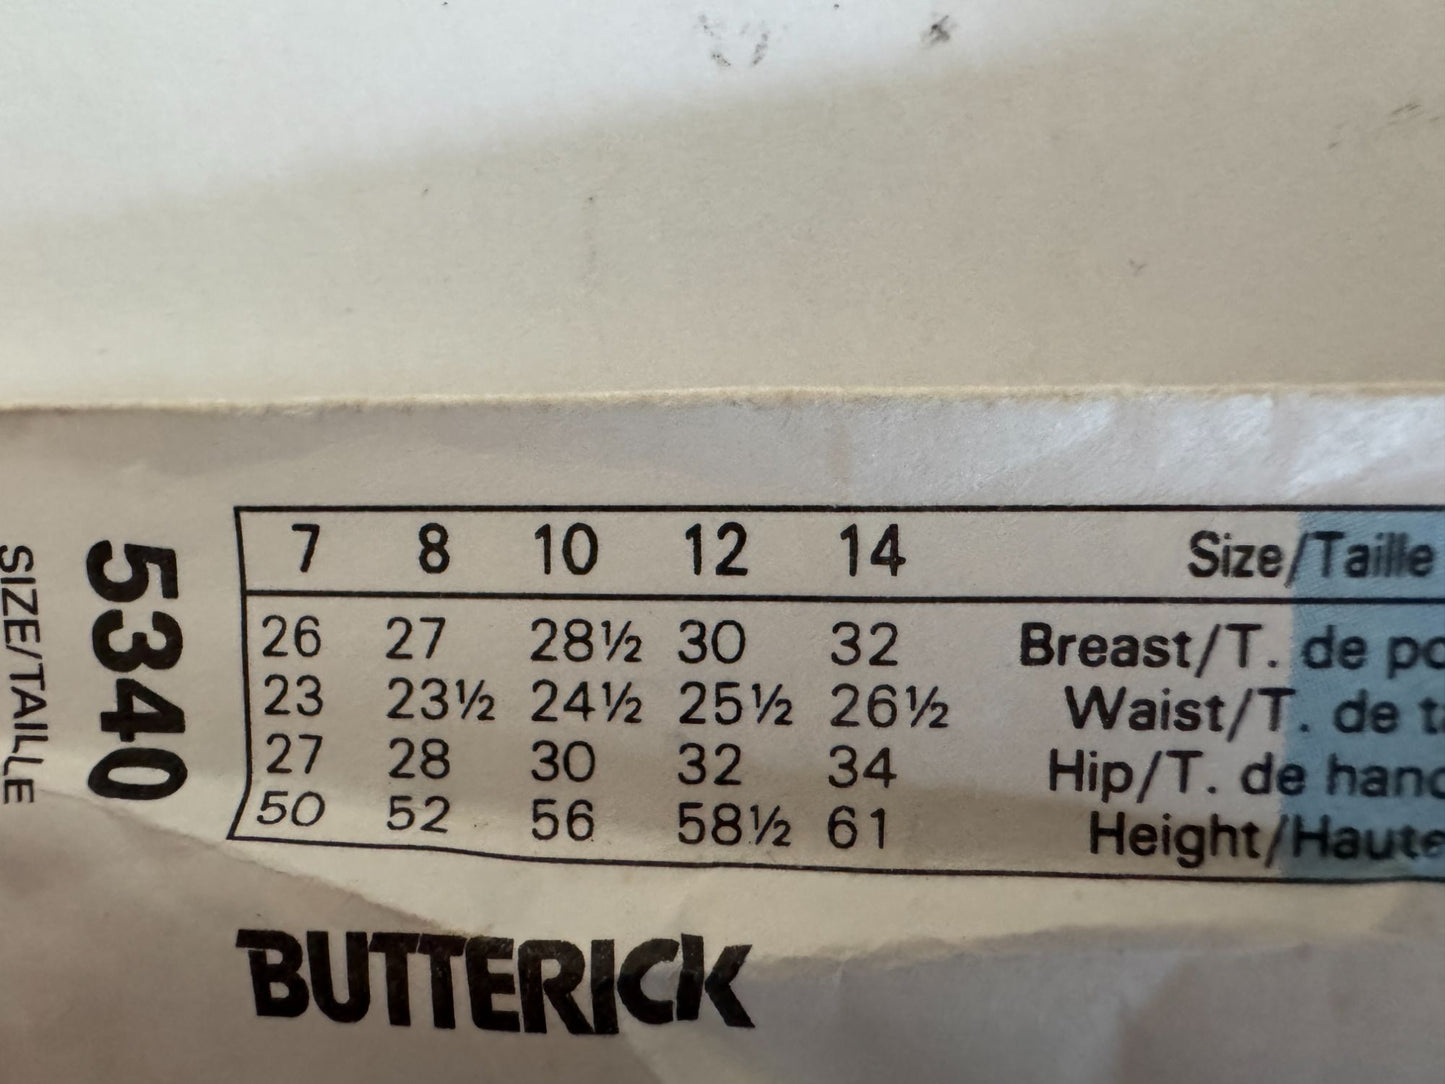 SIZE/TAILLE
5340
7 8 10 12 14 Size/Taille
26 27 28½ 30 32 Breast/T. de po
23 23½ 24½ 25½ 26½ Waist/T. de ta
27 28 30 32 34 Hip/T. de hanc
50 52 56 58½ 61 Height/Haute
BUTTERICK